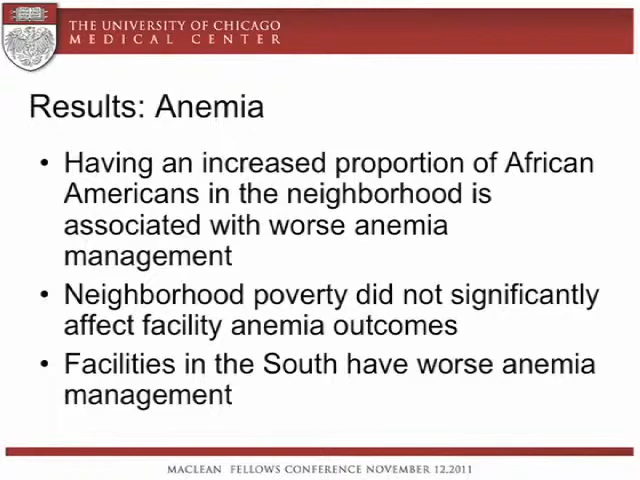 THE UNIVERSITY OF CHICAGO
MEDICAL CENTER
Results: Anemia
• Having an increased proportion of African
Americans in the neighborhood is
associated with worse anemia
management
• Neighborhood poverty did not significantly
affect facility anemia outcomes
• Facilities in the South have worse anemia
management
MACLEAN FELLOWS CONFERENCE NOVEMBER 12,2011